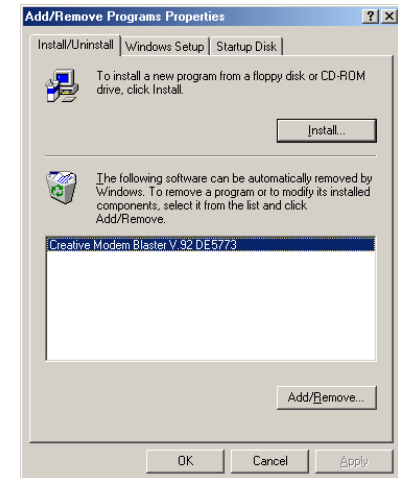 Add/Remove Programs Properties
Install/Uninstall Windows Setup Startup Disk
To install a new program from a floppy disk or CD-ROM
drive, click Install.
Install...
The following software can be automatically removed by
Windows. To remove a program or to modify its installed
components, select it from the list and click
Add/Remove.
Creative Modem Blaster V.92 DE5773
Add/Remove...
OK Cancel Apply